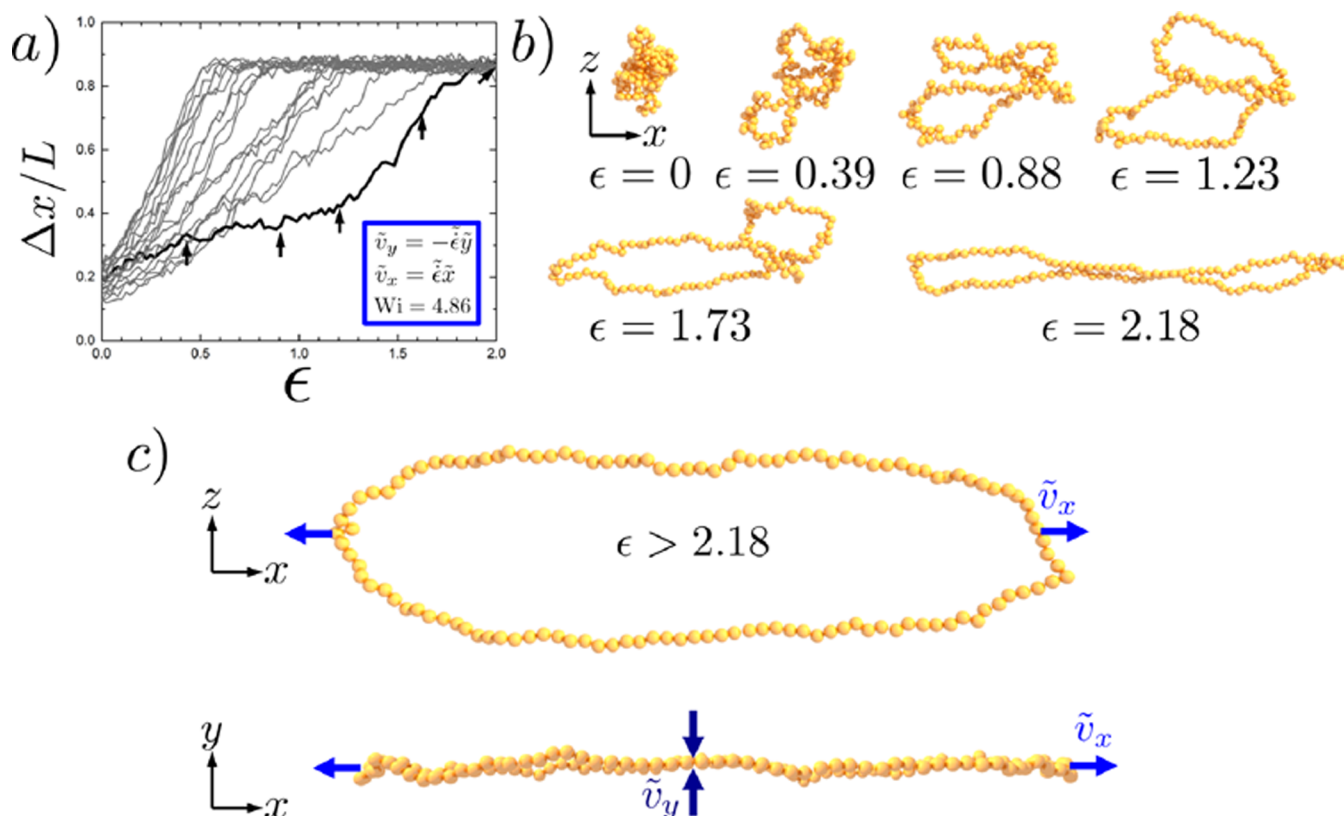 a)
1.0
0.8
0.6
0.4
0.2
0.0
Δx/L
0.0 0.5 1.0 1.5 2.0
ϵ
ṽ_y = −ϵ̃̇ỹ
ṽ_x = ϵ̃̇x̃
Wi = 4.86
b)
z
x
ϵ = 0 ϵ = 0.39 ϵ = 0.88 ϵ = 1.23
ϵ = 1.73 ϵ = 2.18
c)
z
x
ϵ > 2.18
ṽ_x
y
x
ṽ_y
ṽ_x